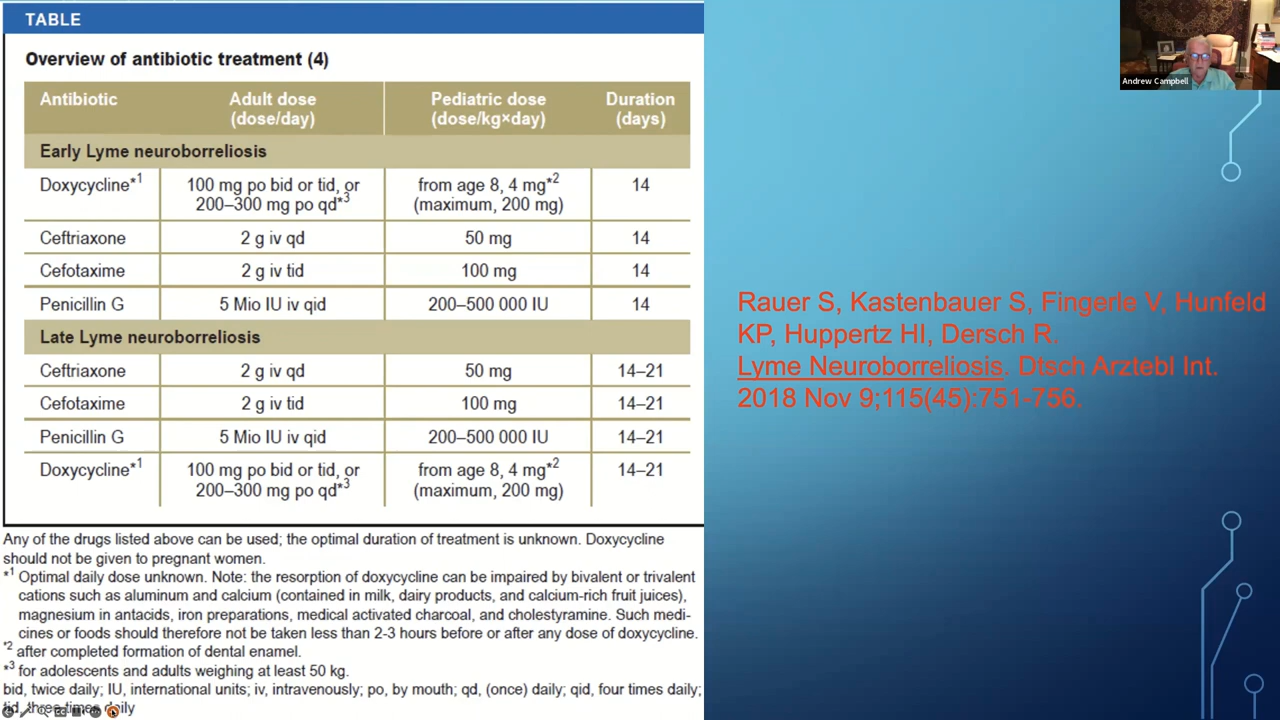 TABLE
Overview of antibiotic treatment (4)
Antibiotic Adult dose (dose/day) Pediatric dose (dose/kg×day) Duration (days)
Early Lyme neuroborreliosis
Doxycycline*1 100 mg po bid or tid, or 200–300 mg po qd*3 from age 8, 4 mg*2 (maximum, 200 mg) 14
Ceftriaxone 2 g iv qd 50 mg 14
Cefotaxime 2 g iv tid 100 mg 14
Penicillin G 5 Mio IU iv qid 200–500 000 IU 14
Late Lyme neuroborreliosis
Ceftriaxone 2 g iv qd 50 mg 14–21
Cefotaxime 2 g iv tid 100 mg 14–21
Penicillin G 5 Mio IU iv qid 200–500 000 IU 14–21
Doxycycline*1 100 mg po bid or tid, or 200–300 mg po qd*3 from age 8, 4 mg*2 (maximum, 200 mg) 14–21
Any of the drugs listed above can be used; the optimal duration of treatment is unknown. Doxycycline
should not be given to pregnant women.
*1 Optimal daily dose unknown. Note: the resorption of doxycycline can be impaired by bivalent or trivalent
cations such as aluminum and calcium (contained in milk, dairy products, and calcium-rich fruit juices),
magnesium in antacids, iron preparations, medical activated charcoal, and cholestyramine. Such medi-
cines or foods should therefore not be taken less than 2-3 hours before or after any dose of doxycycline.
*2 after completed formation of dental enamel.
*3 for adolescents and adults weighing at least 50 kg.
bid, twice daily; IU, international units; iv, intravenously; po, by mouth; qd, (once) daily; qid, four times daily;
tid, three times daily
Rauer S, Kastenbauer S, Fingerle V, Hunfeld
KP, Huppertz HI, Dersch R.
Lyme Neuroborreliosis. Dtsch Arztebl Int.
2018 Nov 9;115(45):751-756.
Andrew Campbell